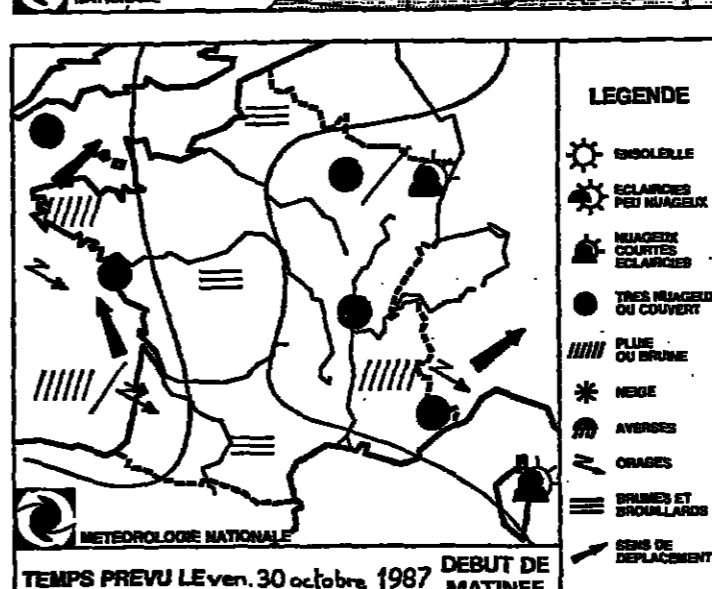 NATIONALE
LEGENDE
ENSOLEILLE
ECLAIRCIES
PEU NUAGEUX
NUAGEUX
COURTES
ECLAIRCIES
TRES NUAGEUX
OU COUVERT
PLUIE
OU BRUINE
NEIGE
AVERSES
ORAGES
BRUMES ET
BROUILLARDS
SENS DE
DEPLACEMENT
METEOROLOGIE NATIONALE
TEMPS PREVU LE ven. 30 octobre 1987 DEBUT DE
MATINEE